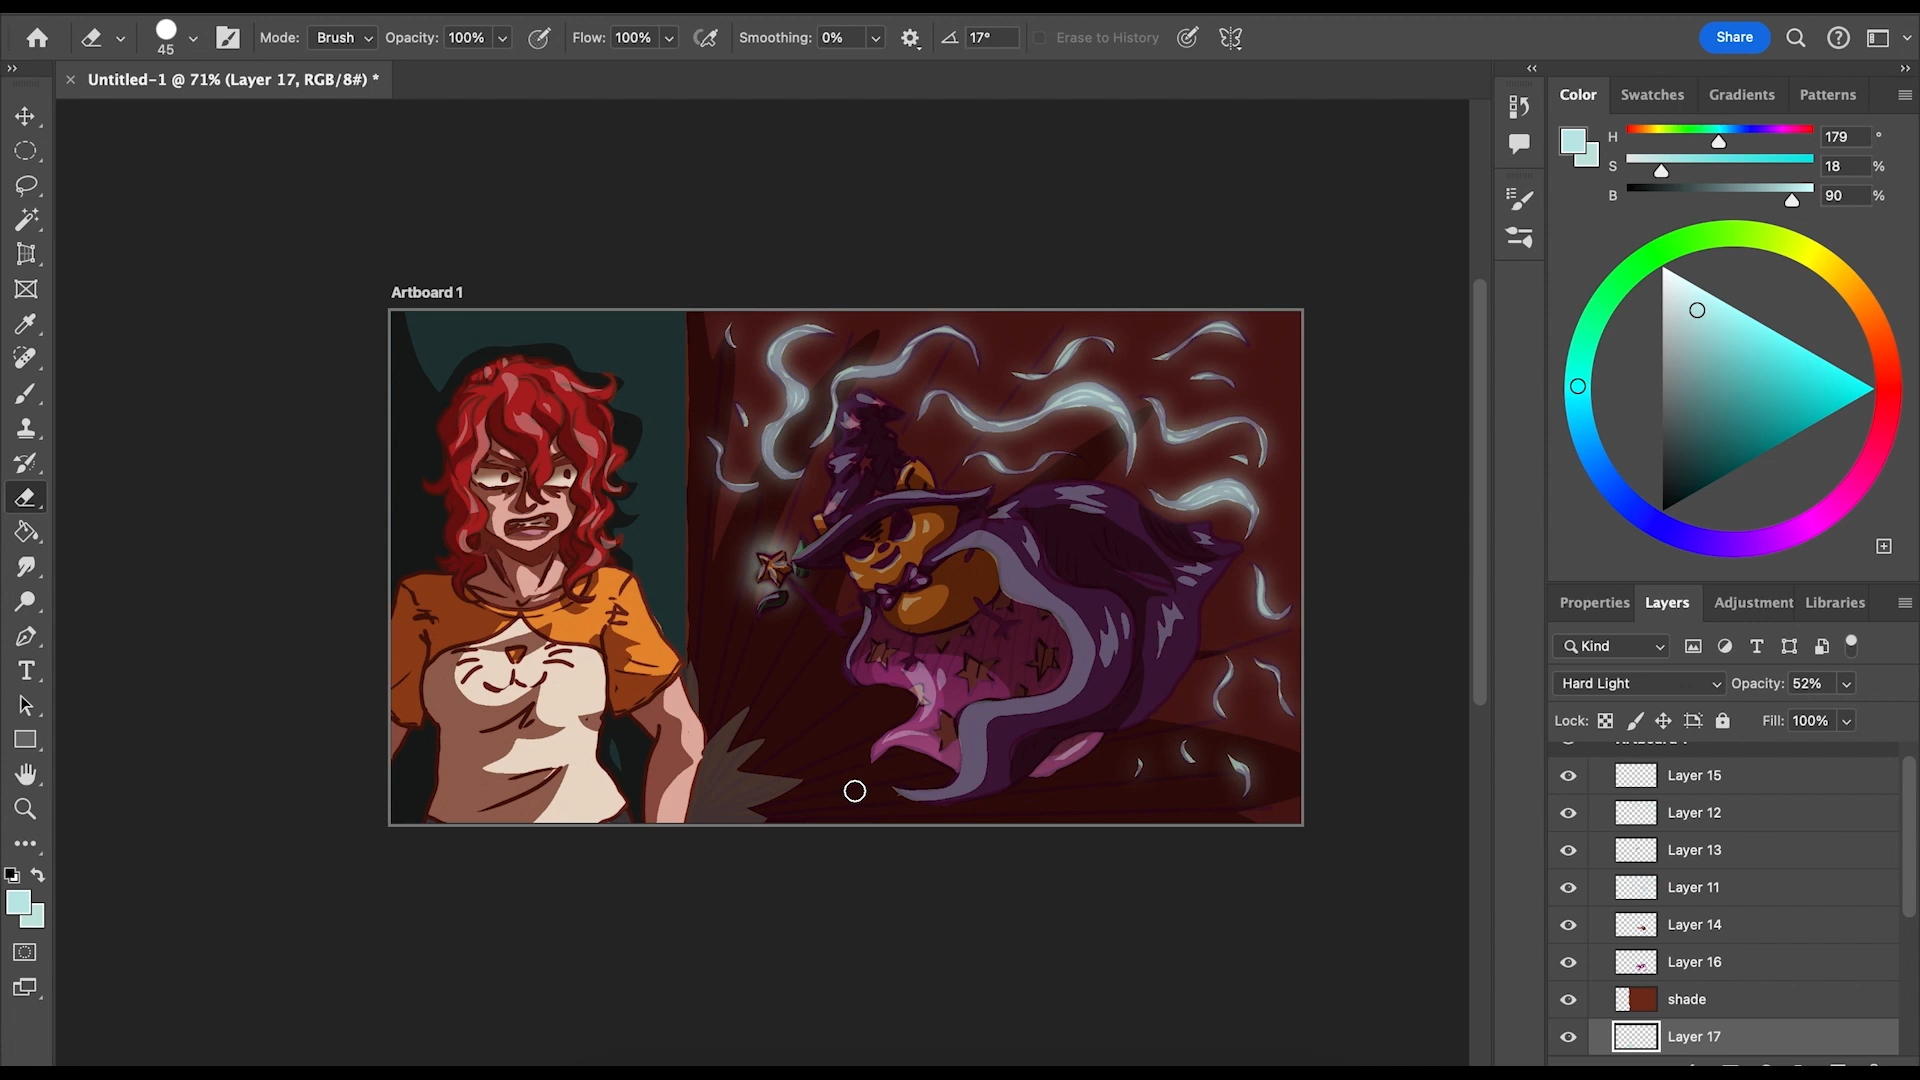 45
Mode: Brush Opacity: 100% Flow: 100% Smoothing: 0% 17° Erase to History Share
Untitled-1 @ 71% (Layer 17, RGB/8#) *
Artboard 1
Color Swatches Gradients Patterns
H 179 °
S 18 %
B 90 %
Properties Layers Adjustment Libraries
Kind
Hard Light Opacity: 52%
Lock: Fill: 100%
Layer 15
Layer 12
Layer 13
Layer 11
Layer 14
Layer 16
shade
Layer 17